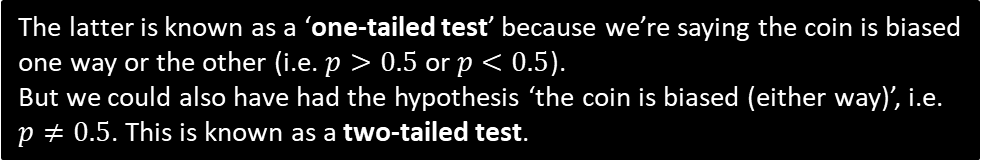 The latter is known as a ‘one-tailed test’ because we’re saying the coin is biased
one way or the other (i.e. p > 0.5 or p < 0.5).
But we could also have had the hypothesis ‘the coin is biased (either way)’, i.e.
p ≠ 0.5. This is known as a two-tailed test.